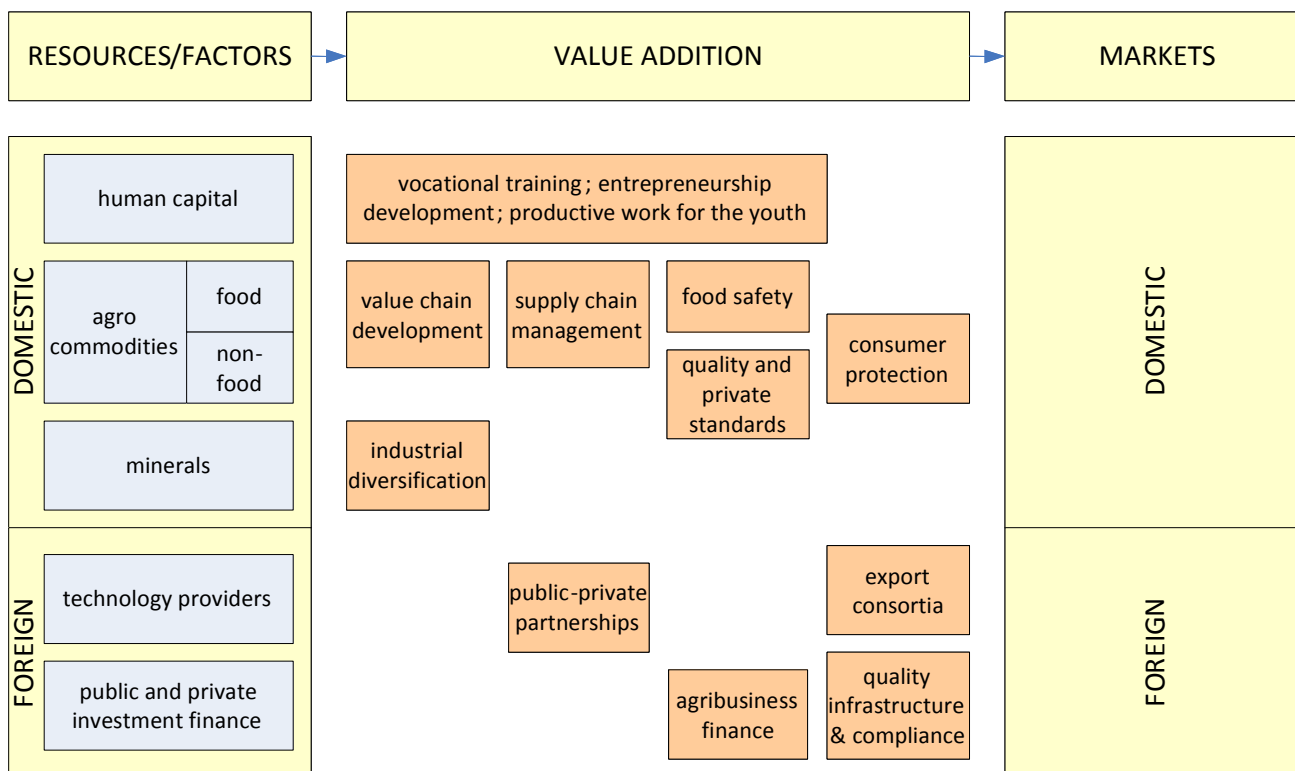 RESOURCES/FACTORS
VALUE ADDITION
MARKETS
DOMESTIC
human capital
agro
commodities
food
non-
food
minerals
vocational training; entrepreneurship
development; productive work for the youth
value chain
development
supply chain
management
food safety
quality and
private
standards
consumer
protection
industrial
diversification
DOMESTIC
FOREIGN
technology providers
public and private
investment finance
public-private
partnerships
export
consortia
agribusiness
finance
quality
infrastructure
& compliance
FOREIGN